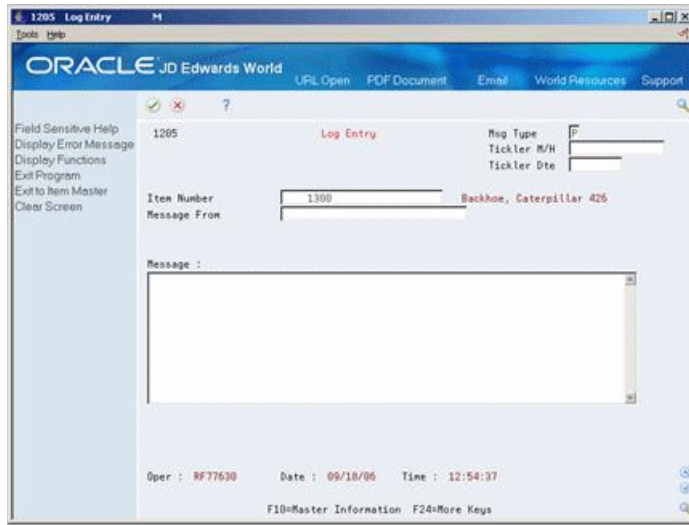 1205 Log Entry M
Tools Help
ORACLE JD Edwards World
URL Open PDF Document Email World Resources Support
?
Field Sensitive Help
Display Error Message
Display Functions
Exit Program
Exit to Item Master
Clear Screen
1205 Log Entry Msg Type P
Tickler M/H
Tickler Dte
Item Number 1300 Backhoe, Caterpillar 426
Message From
Message :
Oper : RF77630 Date : 09/18/06 Time : 12:54:37
F10=Master Information F24=More Keys